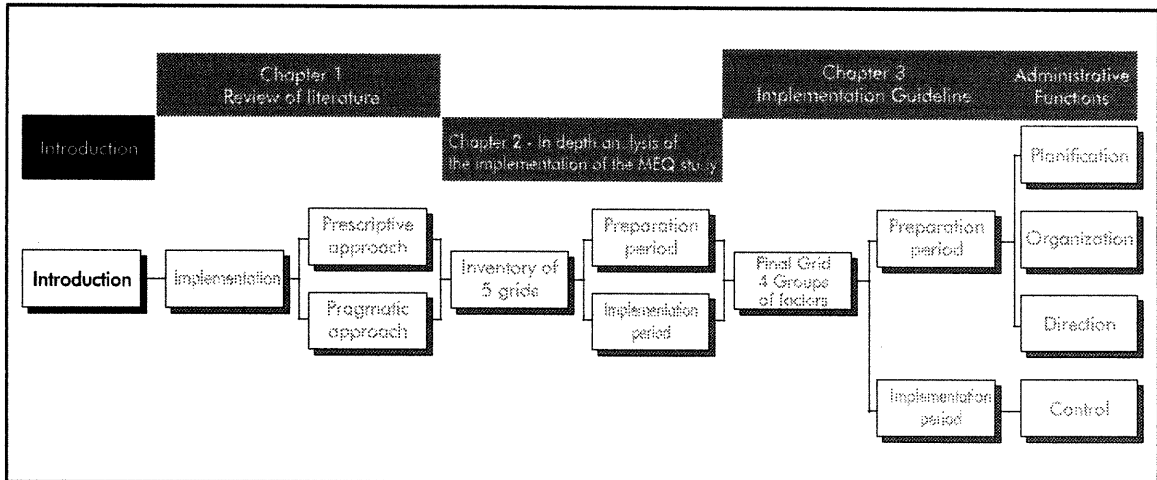 Chapter 1
Review of literature
Chapter 3
Implementation Guideline
Administrative
Functions
Introduction
Chapter 2 - In depth analysis of
the implementation of the MEQ study
Introduction
Implementation
Prescriptive
approach
Pragmatic
approach
Inventory of
5 grids
Preparation
period
Implementation
period
Final Grid
4 Groups
of factors
Preparation
period
Implementation
period
Planification
Organization
Direction
Control